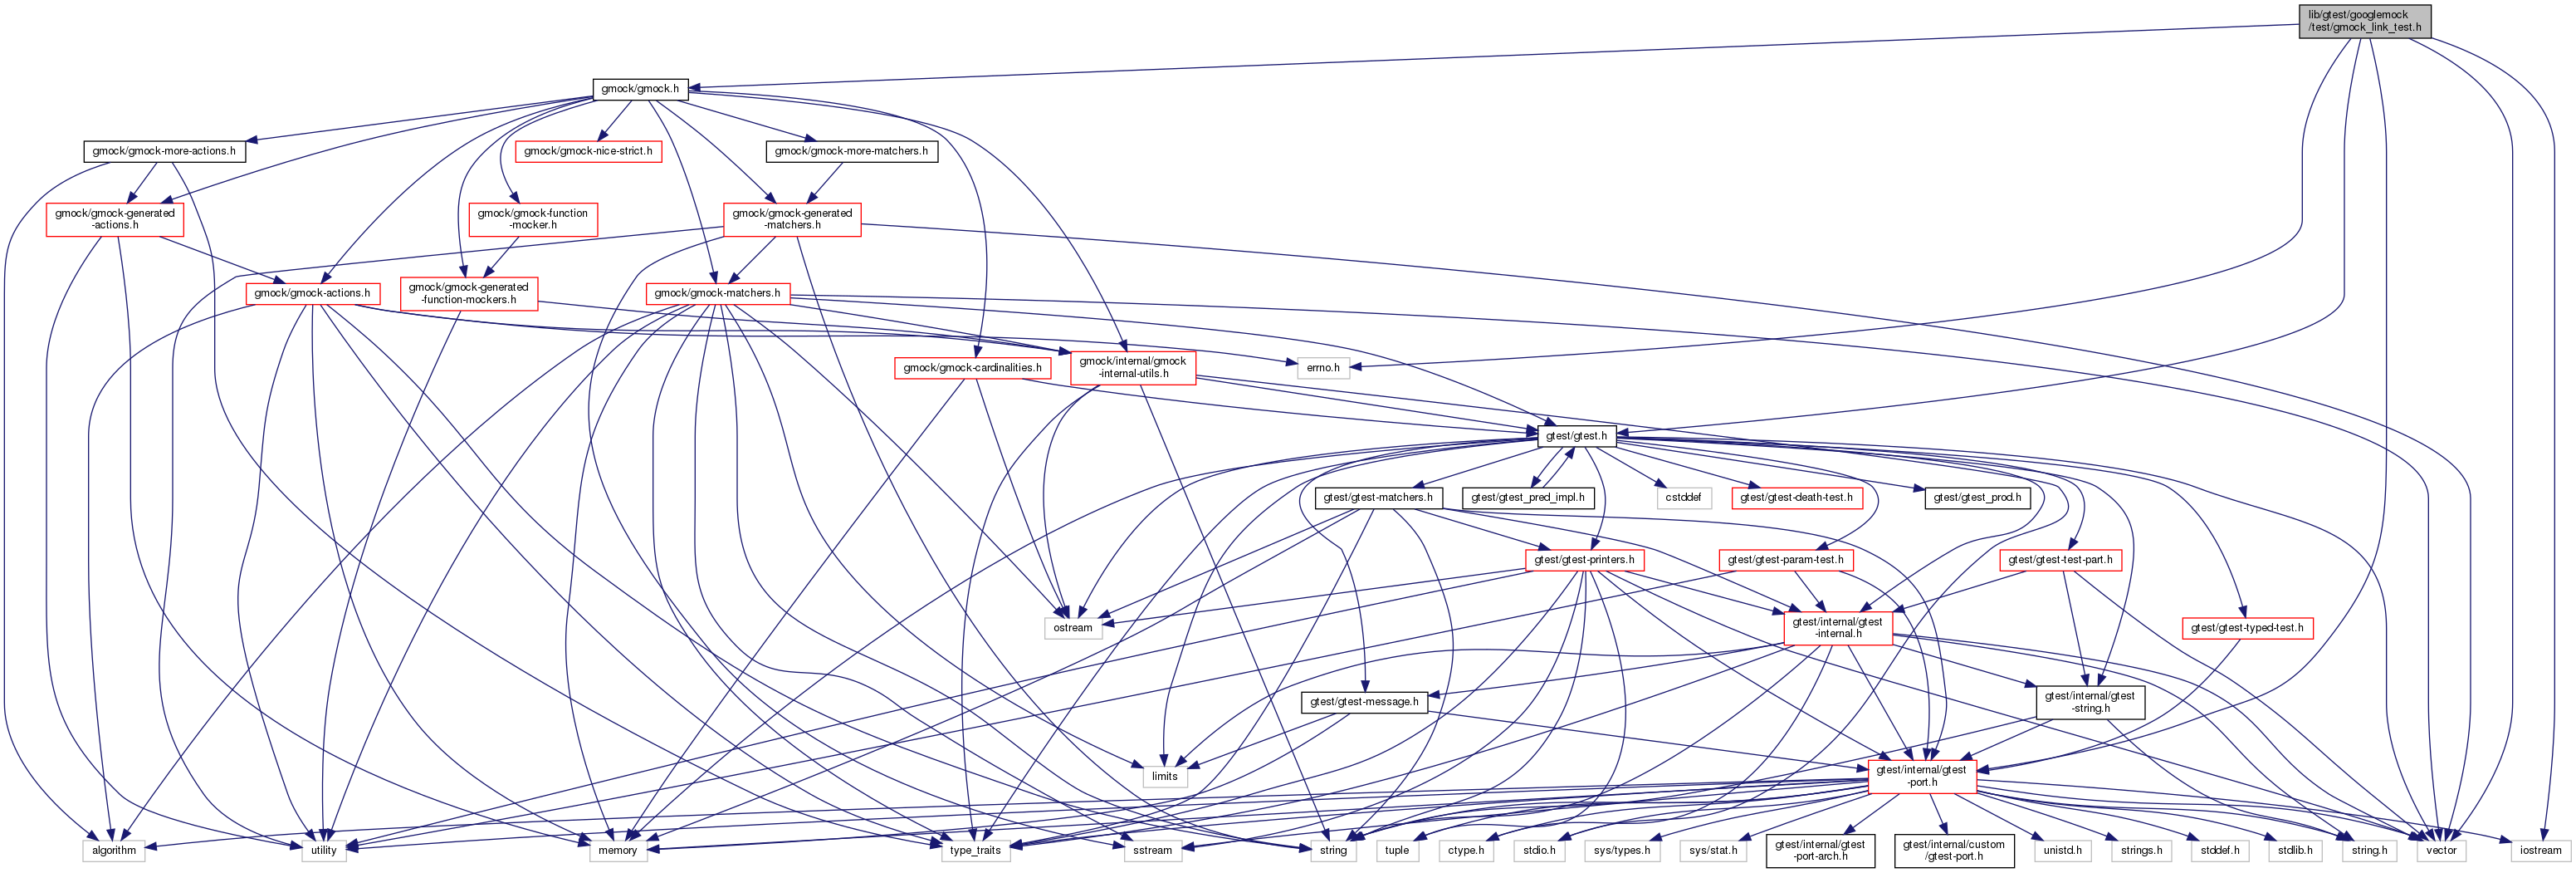 lib/gtest/googlemock
/test/gmock_link_test.h
gmock/gmock.h
gmock/gmock-more-actions.h
gmock/gmock-nice-strict.h
gmock/gmock-more-matchers.h
gmock/gmock-generated
-actions.h
gmock/gmock-function
-mocker.h
gmock/gmock-generated
-matchers.h
gmock/gmock-actions.h
gmock/gmock-generated
-function-mockers.h
gmock/gmock-matchers.h
gmock/gmock-cardinalities.h
gmock/internal/gmock
-internal-utils.h
errno.h
gtest/gtest.h
gtest/gtest-matchers.h
gtest/gtest_pred_impl.h
cstddef
gtest/gtest-death-test.h
gtest/gtest_prod.h
gtest/gtest-printers.h
gtest/gtest-param-test.h
gtest/gtest-test-part.h
ostream
gtest/internal/gtest
-internal.h
gtest/gtest-typed-test.h
gtest/gtest-message.h
gtest/internal/gtest
-string.h
limits
gtest/internal/gtest
-port.h
algorithm
utility
memory
type_traits
sstream
string
tuple
ctype.h
stdio.h
sys/types.h
sys/stat.h
gtest/internal/gtest
-port-arch.h
gtest/internal/custom
/gtest-port.h
unistd.h
strings.h
stddef.h
stdlib.h
string.h
vector
iostream